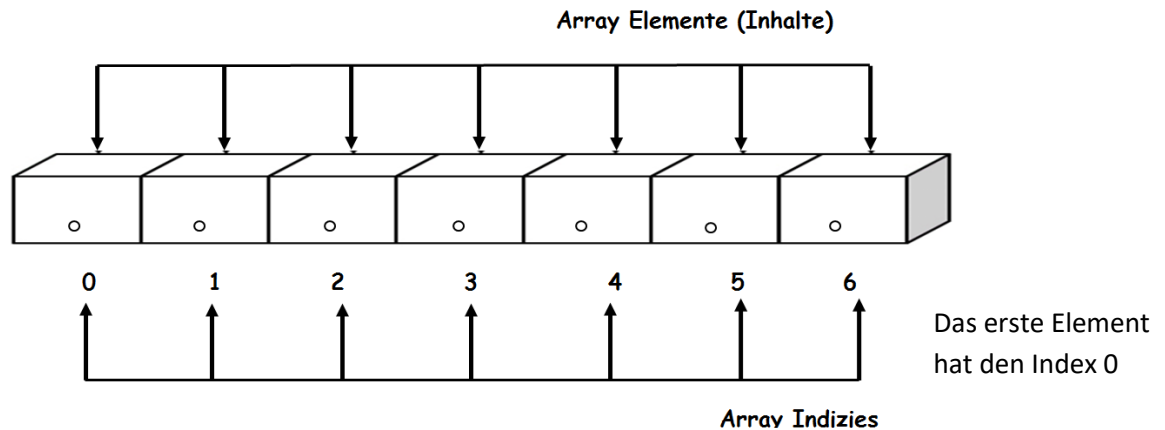 Array Elemente (Inhalte)
0 1 2 3 4 5 6
Das erste Element
hat den Index 0
Array Indizies